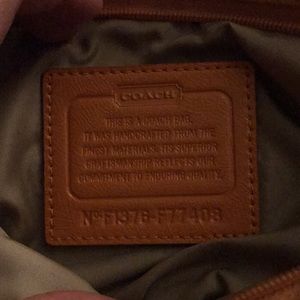 COACH
THIS IS A COACH BAG.
IT WAS HANDCRAFTED FROM THE
FINEST MATERIALS. ITS SUPERIOR
CRAFTSMANSHIP REFLECTS OUR
COMMITMENT TO ENDURING QUALITY.
Nº F1376-F77408